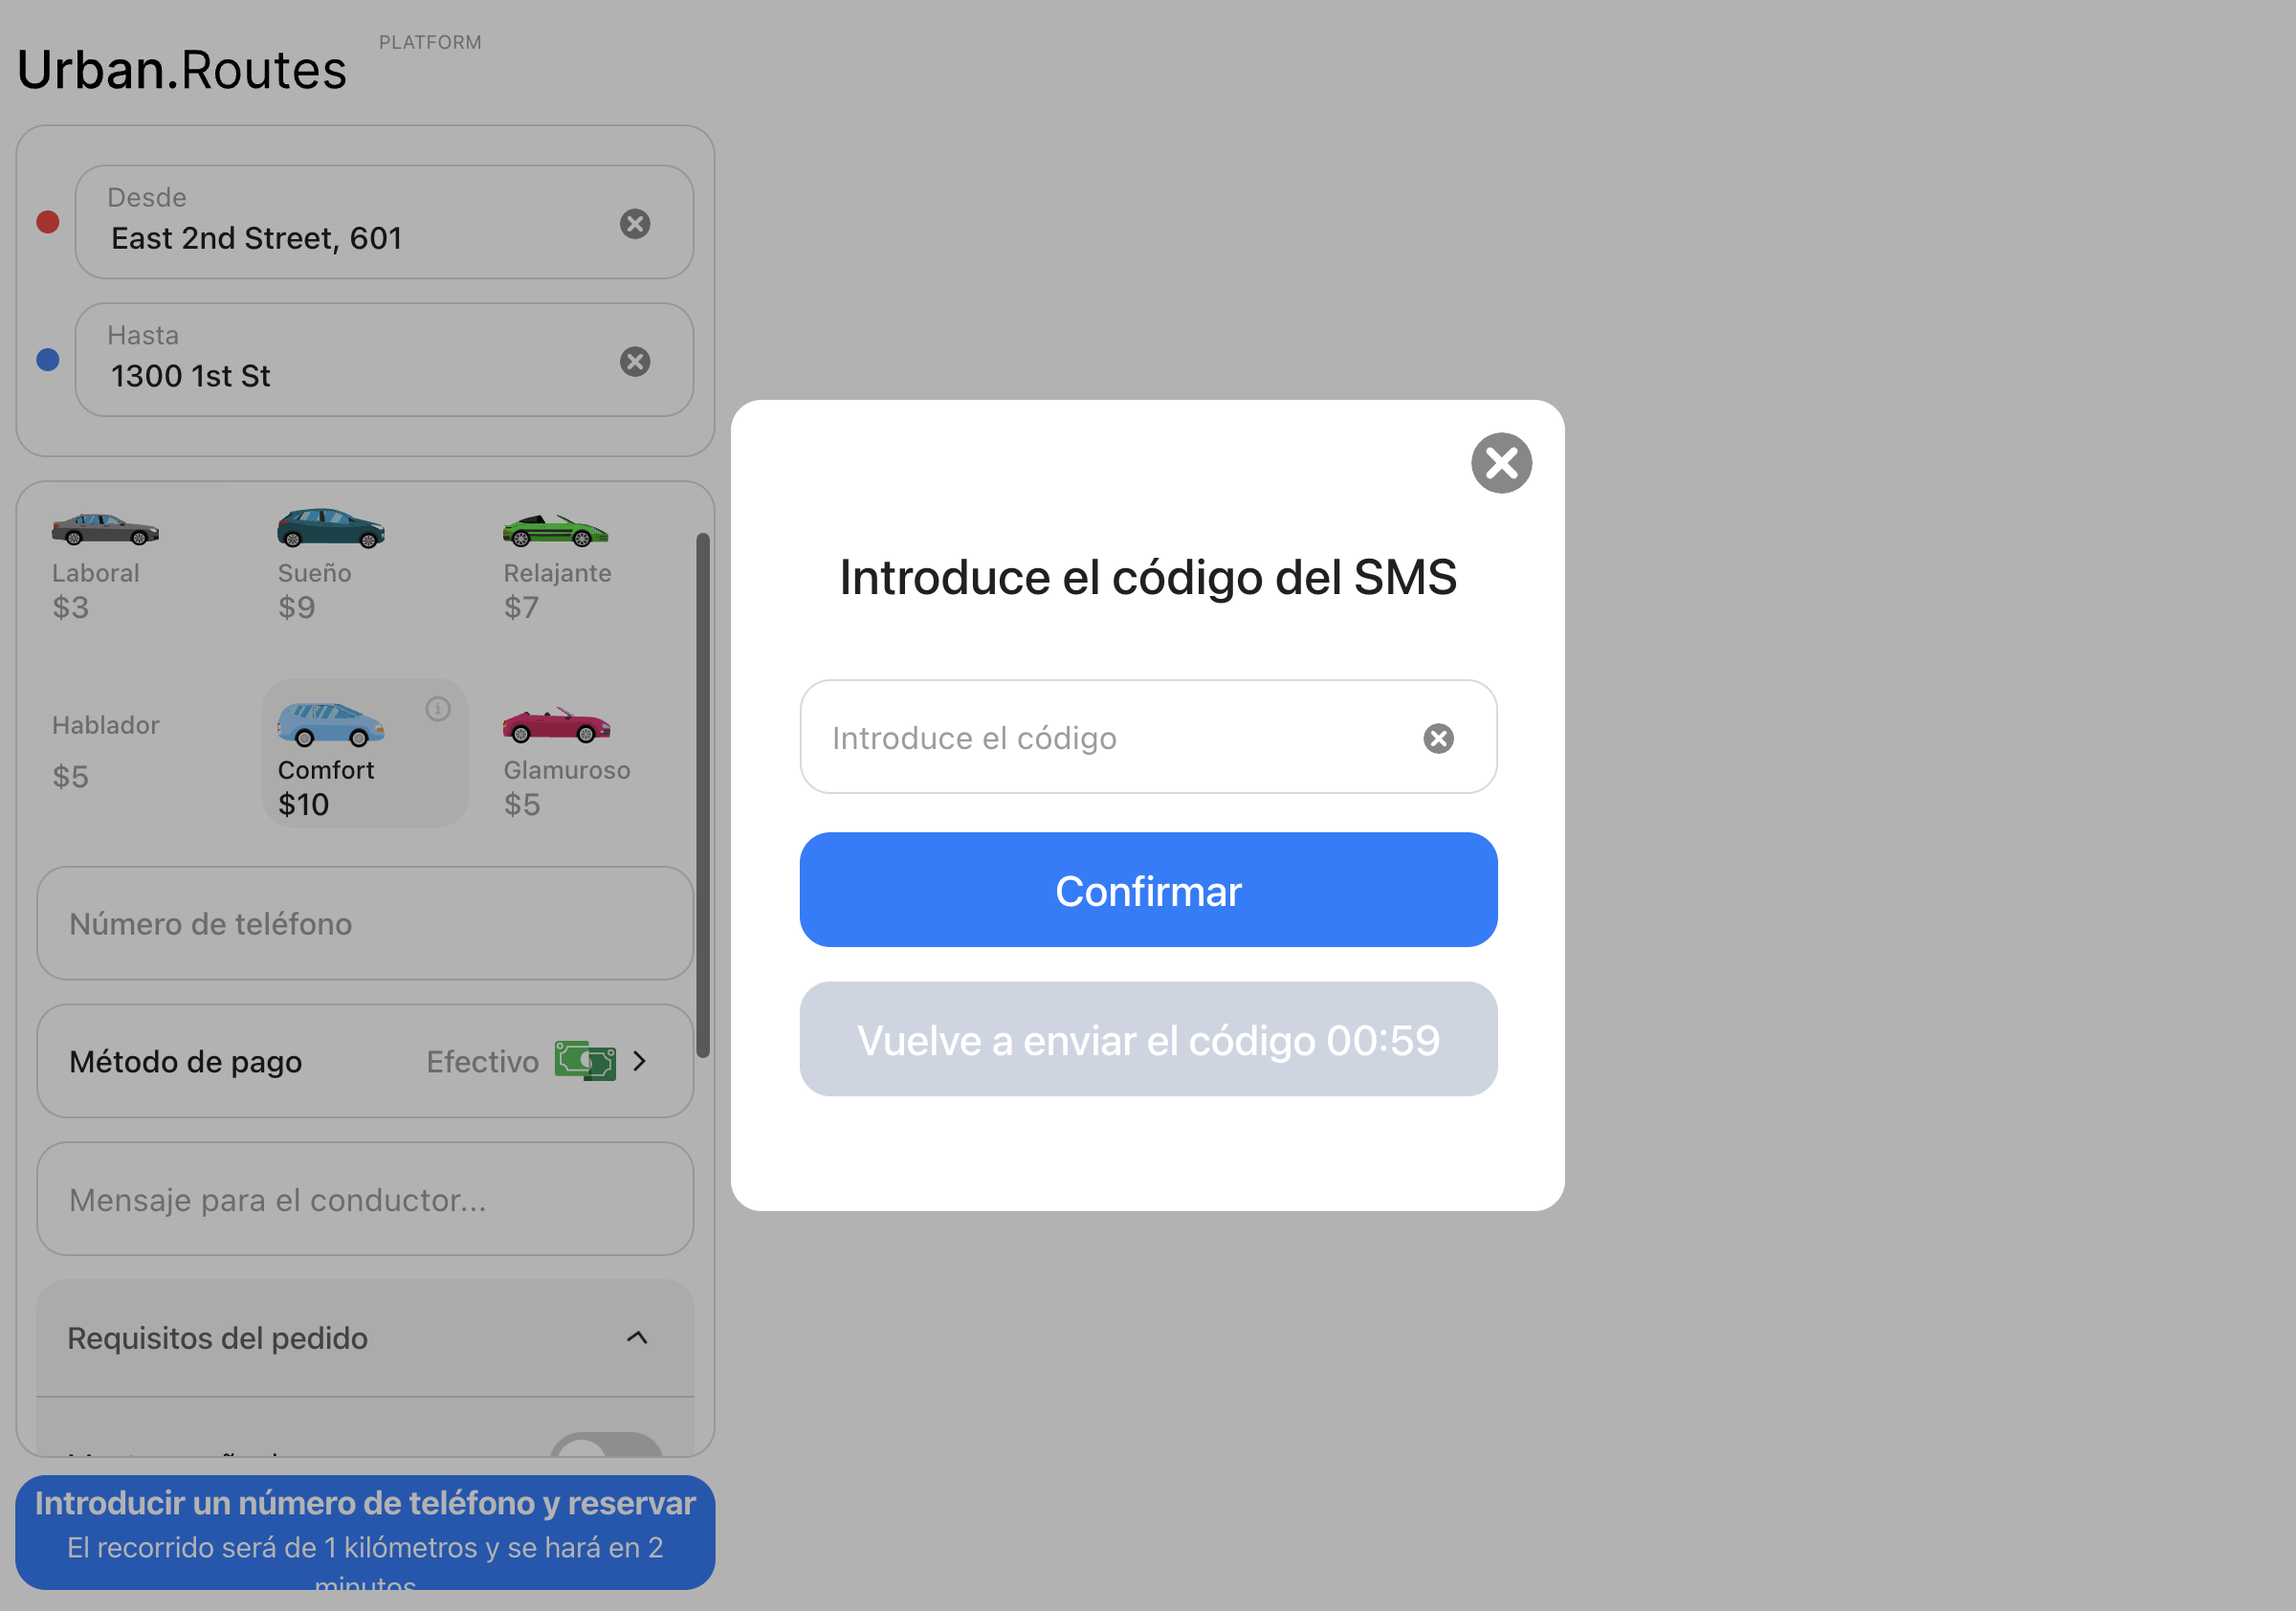 Urban.Routes
PLATFORM
Desde
East 2nd Street, 601
Hasta
1300 1st St
Laboral
$3
Sueño
$9
Relajante
$7
Hablador
$5
Comfort
$10
Glamuroso
$5
Número de teléfono
Método de pago
Efectivo
Mensaje para el conductor...
Requisitos del pedido
Introducir un número de teléfono y reservar
El recorrido será de 1 kilómetros y se hará en 2
minutos
Introduce el código del SMS
Introduce el código
Confirmar
Vuelve a enviar el código 00:59